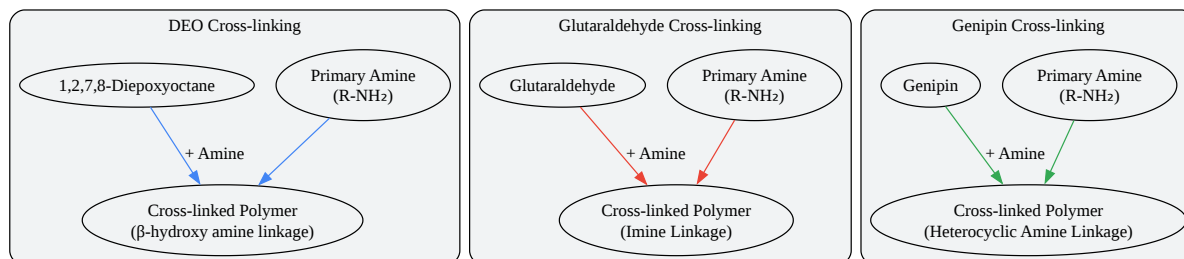 DEO Cross-linking
1,2,7,8-Diepoxyoctane
Primary Amine
(R-NH₂)
+ Amine
Cross-linked Polymer
(β-hydroxy amine linkage)
Glutaraldehyde Cross-linking
Glutaraldehyde
Primary Amine
(R-NH₂)
+ Amine
Cross-linked Polymer
(Imine Linkage)
Genipin Cross-linking
Genipin
Primary Amine
(R-NH₂)
+ Amine
Cross-linked Polymer
(Heterocyclic Amine Linkage)